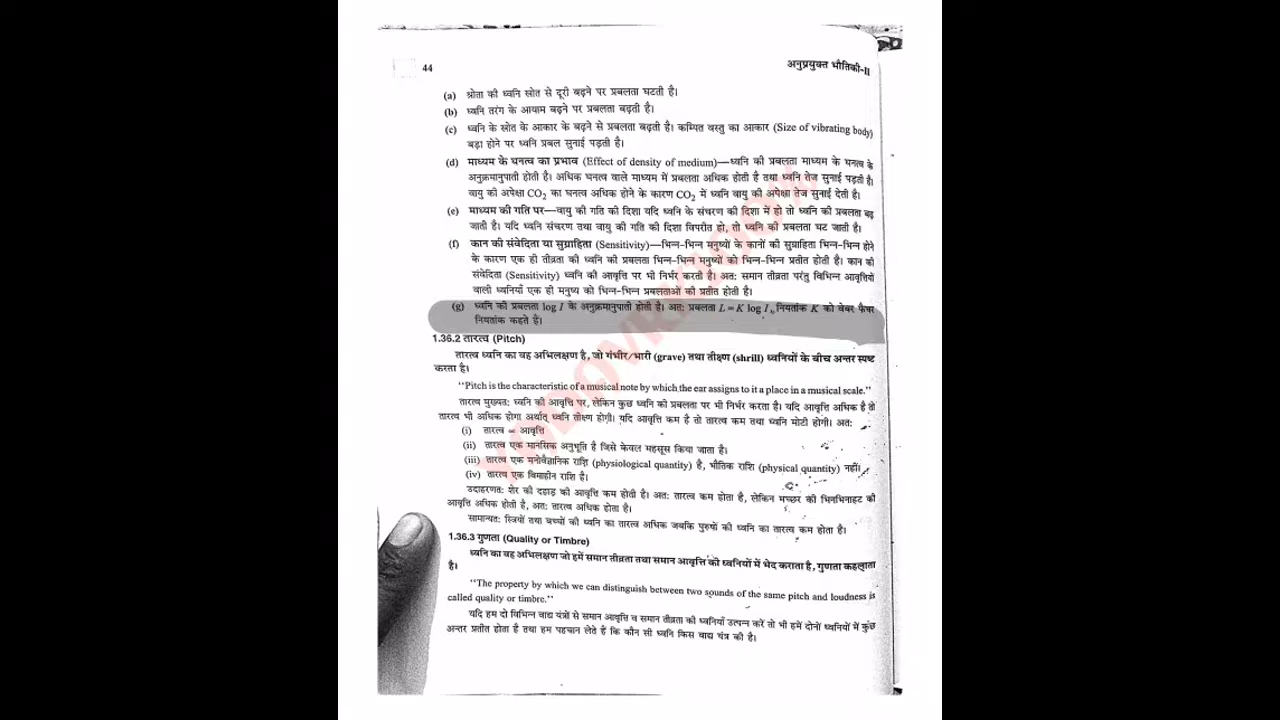 44
अनुप्रयुक्त भौतिकी-II
(a) श्रोता की ध्वनि स्रोत से दूरी बढ़ने पर प्रबलता घटती है।
(b) ध्वनि तरंग के आयाम बढ़ने पर प्रबलता बढ़ती है।
(c) ध्वनि के स्रोत के आकार के बढ़ने से प्रबलता बढ़ती है। कम्पित वस्तु का आकार (Size of vibrating body)
बड़ा होने पर ध्वनि प्रबल सुनाई पड़ती है।
(d) माध्यम के घनत्व का प्रभाव (Effect of density of medium)—ध्वनि की प्रबलता माध्यम के घनत्व के
अनुक्रमानुपाती होती है। अधिक घनत्व वाले माध्यम में प्रबलता अधिक होती है तथा ध्वनि तेज सुनाई पड़ती है।
वायु की अपेक्षा CO2 का घनत्व अधिक होने के कारण CO2 में ध्वनि वायु की अपेक्षा तेज सुनाई देती है।
(e) माध्यम की गति पर—वायु की गति की दिशा यदि ध्वनि के संचरण की दिशा में हो तो ध्वनि की प्रबलता बढ़
जाती है। यदि ध्वनि संचरण तथा वायु की गति की दिशा विपरीत हो, तो ध्वनि की प्रबलता घट जाती है।
(f) कान की संवेदिता या सुग्राहिता (Sensitivity)—भिन्न-भिन्न मनुष्यों के कानों की सुग्राहिता भिन्न-भिन्न होने
के कारण एक ही तीव्रता की ध्वनि की प्रबलता भिन्न-भिन्न मनुष्यों को भिन्न-भिन्न प्रतीत होती है। कान की
संवेदिता (Sensitivity) ध्वनि की आवृत्ति पर भी निर्भर करती है। अतः समान तीव्रता परंतु विभिन्न आवृत्तियों
वाली ध्वनियाँ एक ही मनुष्य को भिन्न-भिन्न प्रबलताओं की प्रतीत होती है।
(g) ध्वनि की प्रबलता log I के अनुक्रमानुपाती होती है। अतः प्रबलता L = K log I, नियतांक K को वेबर फैचर
नियतांक कहते हैं।
1.36.2 तारत्व (Pitch)
तारत्व ध्वनि का वह अभिलक्षण है, जो गंभीर/भारी (grave) तथा तीक्ष्ण (shrill) ध्वनियों के बीच अन्तर स्पष्ट
करता है।
"Pitch is the characteristic of a musical note by which the ear assigns to it a place in a musical scale."
तारत्व मुख्यतः ध्वनि की आवृत्ति पर, लेकिन कुछ ध्वनि की प्रबलता पर भी निर्भर करता है। यदि आवृत्ति अधिक है तो
तारत्व भी अधिक होगा अर्थात् ध्वनि तीक्ष्ण होगी। यदि आवृत्ति कम है तो तारत्व कम तथा ध्वनि मोटी होगी। अतः
(i) तारत्व ∝ आवृत्ति
(ii) तारत्व एक मानसिक अनुभूति है जिसे केवल महसूस किया जाता है।
(iii) तारत्व एक मनोवैज्ञानिक राशि (physiological quantity) है, भौतिक राशि (physical quantity) नहीं।
(iv) तारत्व एक विमाहीन राशि है।
उदाहरणतः शेर की दहाड़ की आवृत्ति कम होती है। अतः तारत्व कम होता है, लेकिन मच्छर की भिनभिनाहट की
आवृत्ति अधिक होती है, अतः तारत्व अधिक होता है।
सामान्यतः स्त्रियों तथा बच्चों की ध्वनि का तारत्व अधिक जबकि पुरुषों की ध्वनि का तारत्व कम होता है।
1.36.3 गुणता (Quality or Timbre)
ध्वनि का वह अभिलक्षण जो हमें समान तीव्रता तथा समान आवृत्ति की ध्वनियों में भेद कराता है, गुणता कहलाता
है।
"The property by which we can distinguish between two sounds of the same pitch and loudness is
called quality or timbre."
यदि हम दो विभिन्न वाद्य यंत्रों से समान आवृत्ति व समान तीव्रता की ध्वनियाँ उत्पन्न करें तो भी हमें दोनों ध्वनियों में कुछ
अन्तर प्रतीत होता है तथा हम पहचान लेते हैं कि कौन सी ध्वनि किस वाद्य यंत्र की है।